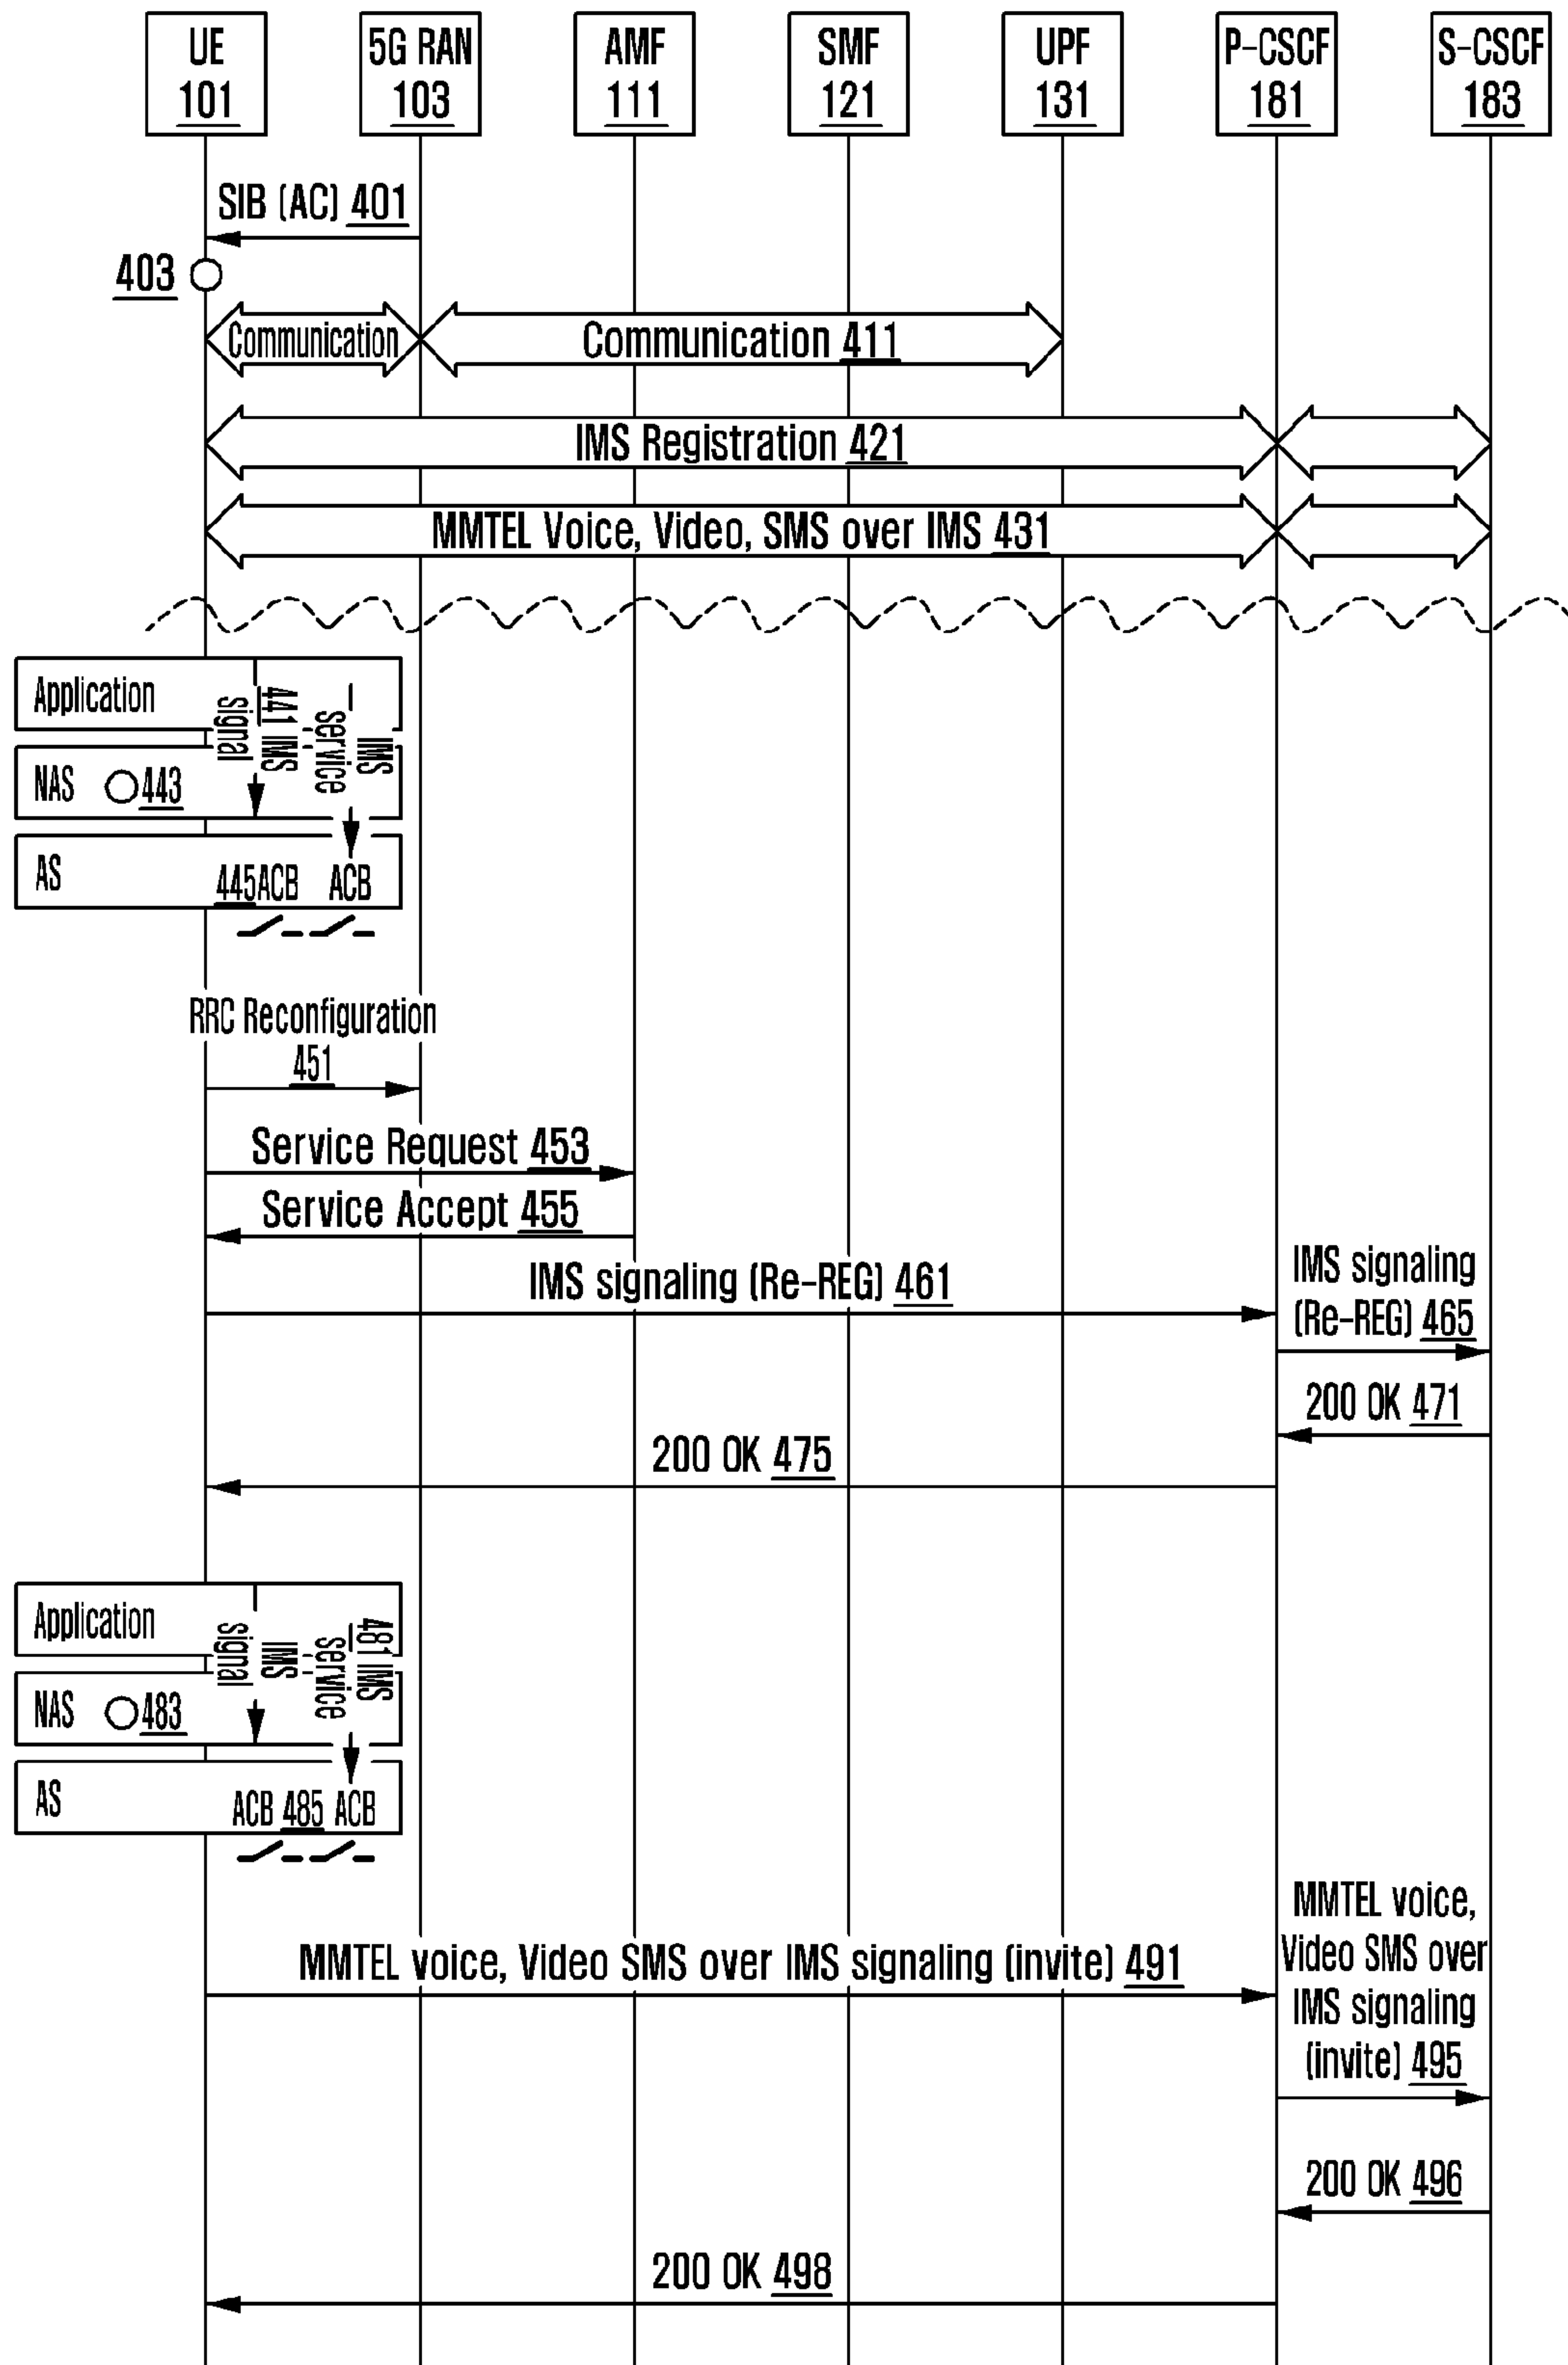 UE
101
5G RAN
103
AMF
111
SMF
121
UPF
131
P-CSCF
181
S-CSCF
183
SIB (AC) 401
403
Communication
Communication 411
IMS Registration 421
MMTEL Voice, Video, SMS over IMS 431
Application
441 IMS
signal
IMS
service
NAS
443
AS
445ACB
ACB
RRC Reconfiguration
451
Service Request 453
Service Accept 455
IMS signaling (Re-REG) 461
IMS signaling
(Re-REG) 465
200 OK 471
200 OK 475
Application
IMS
signal
481 IMS
service
NAS
483
AS
ACB 485 ACB
MMTEL voice, Video SMS over IMS signaling (invite) 491
MMTEL voice,
Video SMS over
IMS signaling
(invite) 495
200 OK 496
200 OK 498